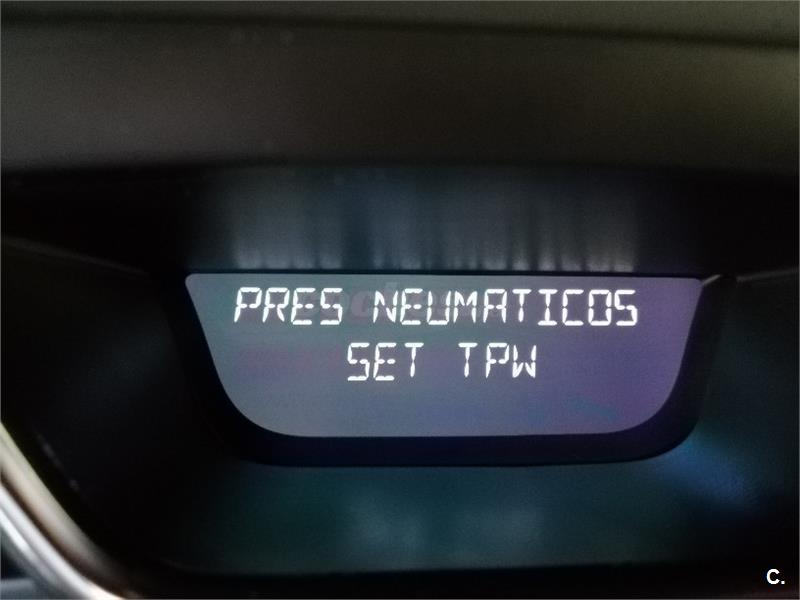 PRES NEUMATICOS
SET TPW
C.